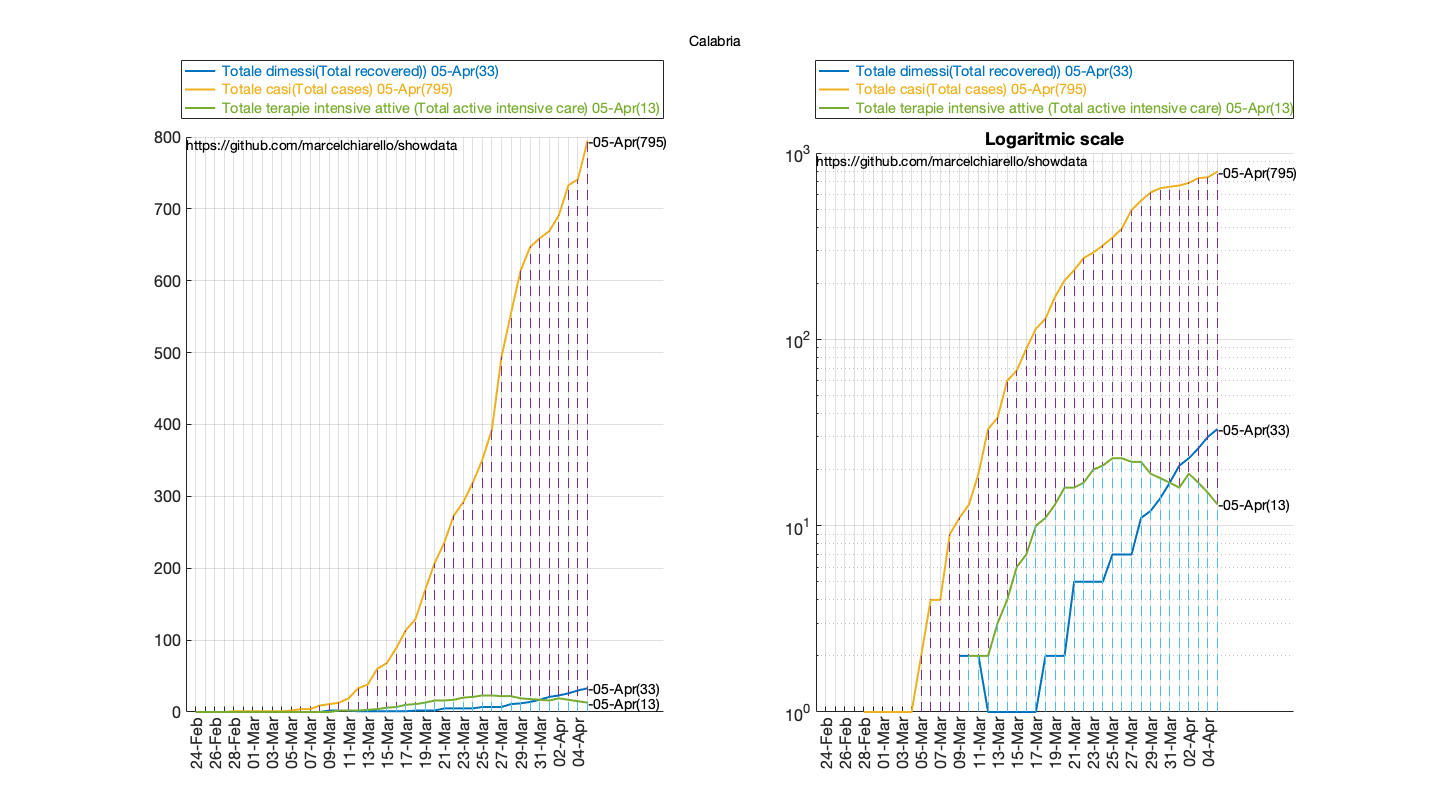 Calabria
Totale dimessi(Total recovered)) 05-Apr(33)
Totale casi(Total cases) 05-Apr(795)
Totale terapie intensive attive (Total active intensive care) 05-Apr(13)
800
700
600
500
400
300
200
100
0
https://github.com/marcelchiarello/showdata
-05-Apr(795)
-05-Apr(33)
-05-Apr(13)
24-Feb
26-Feb
28-Feb
01-Mar
03-Mar
05-Mar
07-Mar
09-Mar
11-Mar
13-Mar
15-Mar
17-Mar
19-Mar
21-Mar
23-Mar
25-Mar
27-Mar
29-Mar
31-Mar
02-Apr
04-Apr
Totale dimessi(Total recovered)) 05-Apr(33)
Totale casi(Total cases) 05-Apr(795)
Totale terapie intensive attive (Total active intensive care) 05-Apr(13)
Logaritmic scale
10³
10²
10¹
10⁰
https://github.com/marcelchiarello/showdata
-05-Apr(795)
-05-Apr(33)
-05-Apr(13)
24-Feb
26-Feb
28-Feb
01-Mar
03-Mar
05-Mar
07-Mar
09-Mar
11-Mar
13-Mar
15-Mar
17-Mar
19-Mar
21-Mar
23-Mar
25-Mar
27-Mar
29-Mar
31-Mar
02-Apr
04-Apr